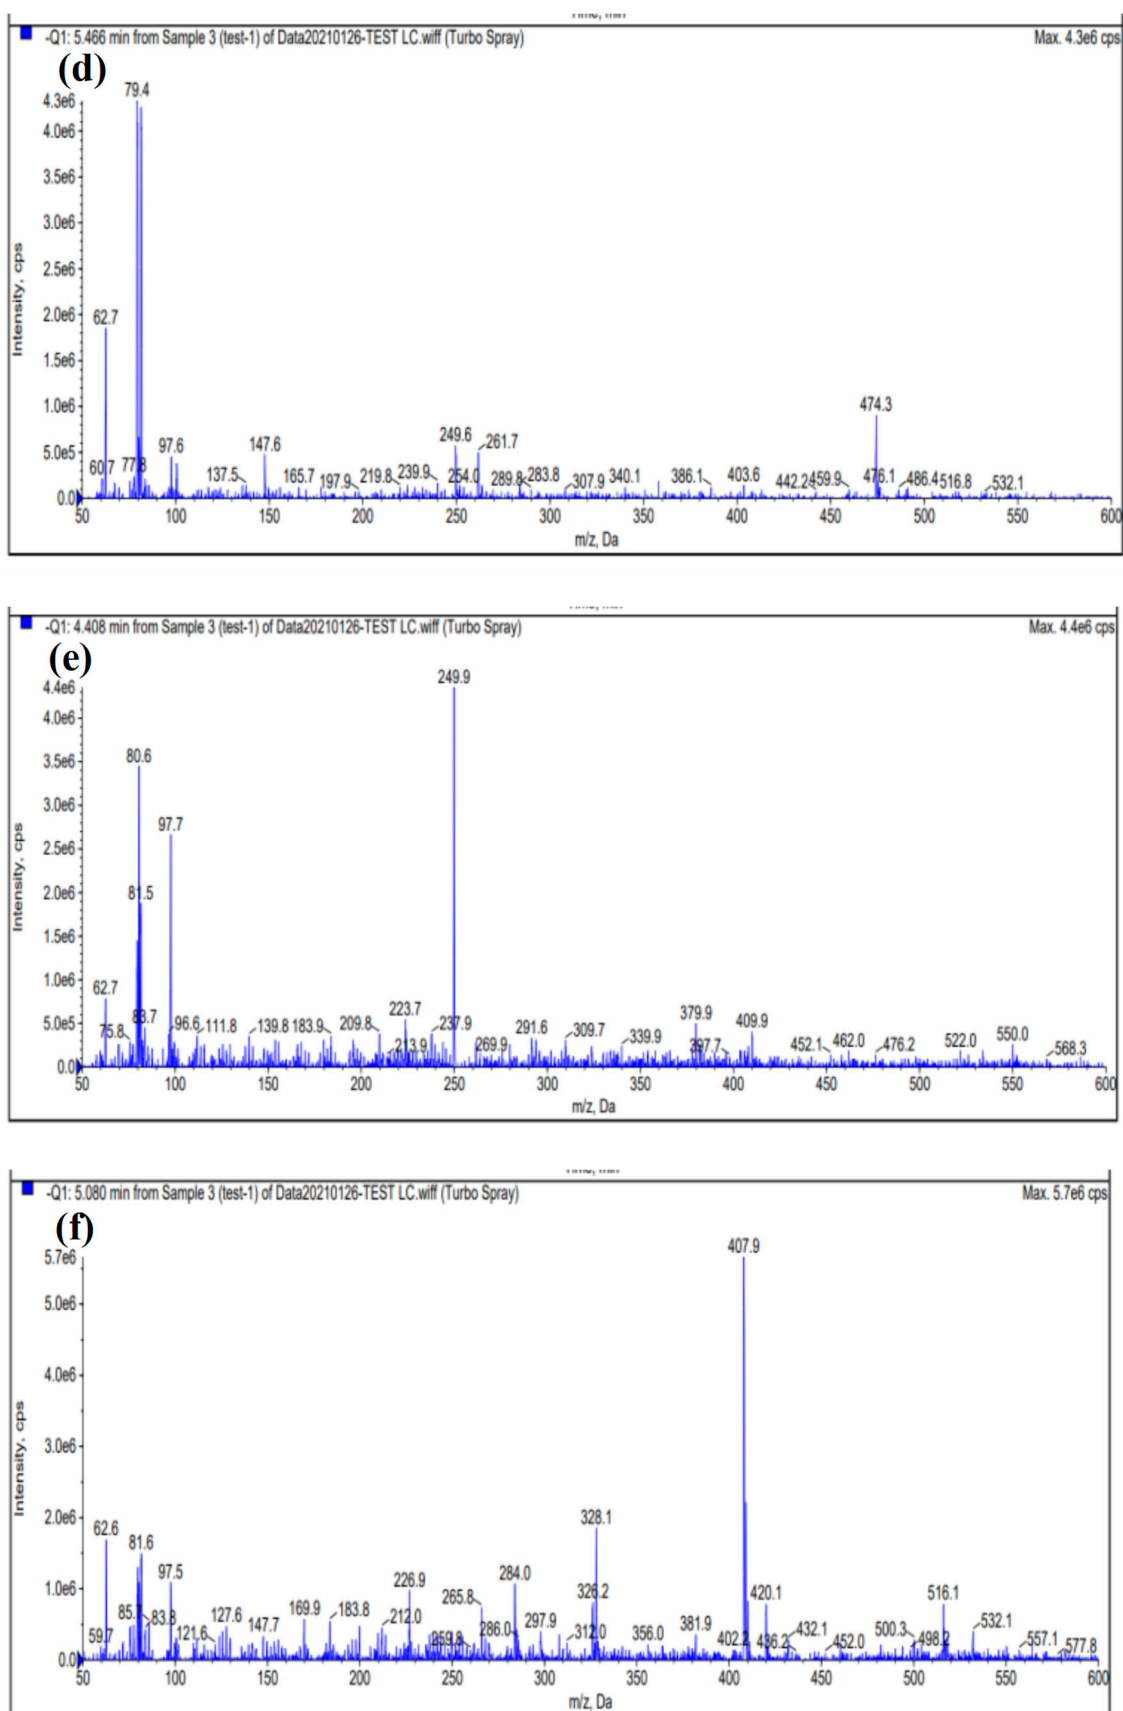 Time, min
-Q1: 5.466 min from Sample 3 (test-1) of Data20210126-TEST LC.wiff (Turbo Spray) Max. 4.3e6 cps
(d)
79.4
4.3e6
4.0e6
3.5e6
3.0e6
2.5e6
2.0e6
1.5e6
1.0e6
5.0e5
0.0
Intensity, cps
62.7
60.7 77.8 97.6 137.5 147.6 165.7 197.9 219.8 239.9 249.6 254.0 261.7 289.8 283.8 307.9 340.1 386.1 403.6 442.2 459.9 474.3 476.1 486.4 516.8 532.1
50 100 150 200 250 300 350 400 450 500 550 600
m/z, Da
Time, min
-Q1: 4.408 min from Sample 3 (test-1) of Data20210126-TEST LC.wiff (Turbo Spray) Max. 4.4e6 cps
(e)
249.9
4.4e6
4.0e6
3.5e6
3.0e6
2.5e6
2.0e6
1.5e6
1.0e6
5.0e5
0.0
Intensity, cps
80.6
97.7
81.5
62.7
75.8 83.7 96.6 111.8 139.8 183.9 209.8 223.7 213.9 237.9 269.9 291.6 309.7 339.9 379.9 397.7 409.9 452.1 462.0 476.2 522.0 550.0 568.3
50 100 150 200 250 300 350 400 450 500 550 600
m/z, Da
Time, min
-Q1: 5.080 min from Sample 3 (test-1) of Data20210126-TEST LC.wiff (Turbo Spray) Max. 5.7e6 cps
(f)
407.9
5.7e6
5.0e6
4.0e6
3.0e6
2.0e6
1.0e6
0.0
Intensity, cps
62.6 81.6 97.5 328.1
59.7 85.7 83.8 121.6 127.6 147.7 169.9 183.8 212.0 226.9 259.8 265.8 284.0 286.0 297.9 312.0 326.2 356.0 381.9 402.2 420.1 436.2 432.1 452.0 500.3 498.2 516.1 532.1 557.1 577.8
50 100 150 200 250 300 350 400 450 500 550 600
m/z, Da